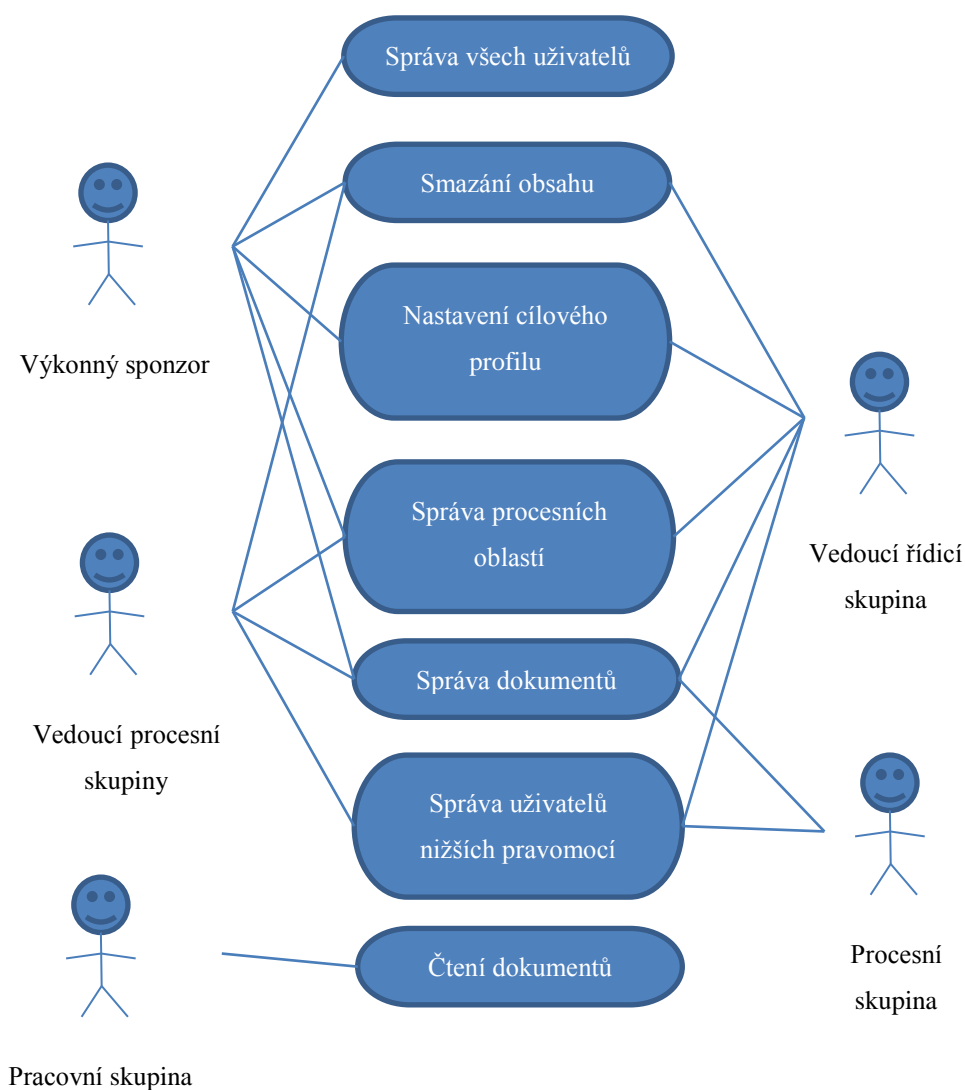 Správa všech uživatelů
Smazání obsahu
Nastavení cílového
profilu
Výkonný sponzor
Správa procesních
oblastí
Vedoucí řídicí
skupina
Správa dokumentů
Vedoucí procesní
skupiny
Správa uživatelů
nižších pravomocí
Čtení dokumentů
Procesní
skupina
Pracovní skupina